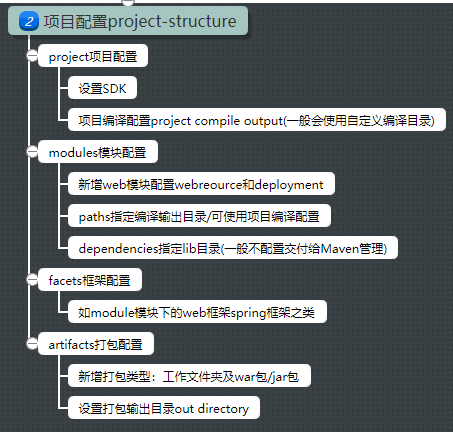 2 项目配置project-structure
project项目配置
设置SDK
项目编译配置project compile output(一般会使用自定义编译目录)
modules模块配置
新增web模块配置webreource和deployment
paths指定编译输出目录/可使用项目编译配置
dependencies指定lib目录(一般不配置交付给Maven管理)
facets框架配置
如module模块下的web框架spring框架之类
artifacts打包配置
新增打包类型：工作文件夹及war包/jar包
设置打包输出目录out directory